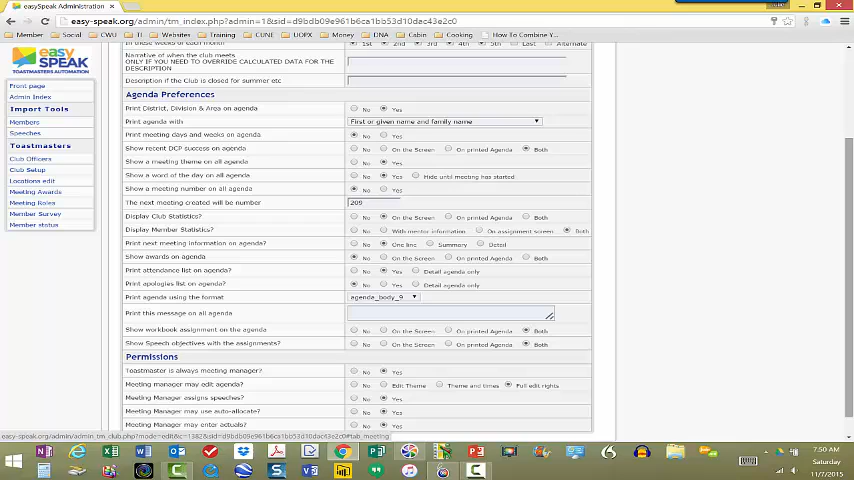 easySpeak Administration
easy-speak.org/admin/tm_index.php?admin=1&sid=d9bdb09b6ca1bb53d10dc5c0e41e2c0
Member Social CWU TI Websites Training CUNE UOPX Money DNA Cabin Cooking How To Combine Y...
In these weeks of each month 1st 2nd 3rd 4th 5th Last Alternate
Narrative of when the club meets
ONLY IF YOU NEED TO OVERRIDE CALCULATED DATA FOR THE
DESCRIPTION
Description if the Club is closed for summer etc
easy
SPEAK
TOASTMASTERS AUTOMATION
Front page
Admin Index
Import Tools
Members
Speeches
Toastmasters
Club Officers
Club Setup
Locations edit
Meeting Awards
Meeting Roles
Member Survey
Member status
Agenda Preferences
Print District, Division & Area on agenda No Yes
Print agenda with First or given name and family name
Print meeting days and weeks on agenda No Yes
Show recent DCP success on agenda No On the Screen On printed Agenda Both
Show a meeting theme on all agenda No Yes
Show a word of the day on all agenda No Yes Hide until meeting has started
Show a meeting number on all agenda No Yes
The next meeting created will be number 209
Display Club Statistics? No On the Screen On printed Agenda Both
Display Member Statistics? No With mentor information On assignment screen Both
Print next meeting information on agenda? No One line Summary Detail
Show awards on agenda No On the Screen On printed Agenda Both
Print attendance list on agenda? No Yes Detail agenda only
Print apologies list on agenda? No Yes Detail agenda only
Print agenda using the format agenda_body_9
Print this message on all agenda
Show workbook assignment on the agenda No On the Screen On printed Agenda Both
Show Speech objectives with the assignments? No On the Screen On printed Agenda Both
Permissions
Toastmaster is always meeting manager? No Yes
Meeting manager may edit agenda? No Edit Theme Theme and times Full edit rights
Meeting Manager assigns speeches? No Yes
Meeting Manager may use auto-allocate? No Yes
Meeting Manager may enter actuals? No Yes
7:50 AM
Saturday
11/7/2015